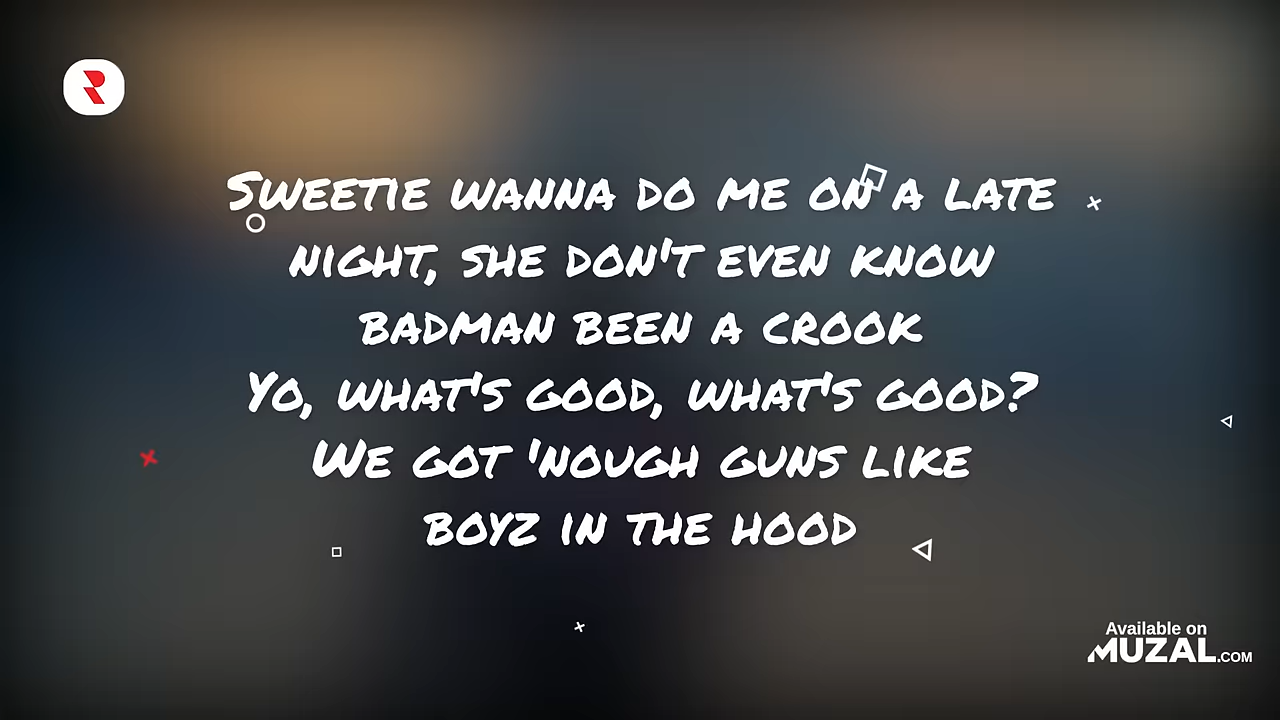 Sweetie wanna do me on a late
night, she don't even know
badman been a crook
Yo, what's good, what's good?
We got 'nough guns like
boyz in the hood
Available on
MUZAL.COM